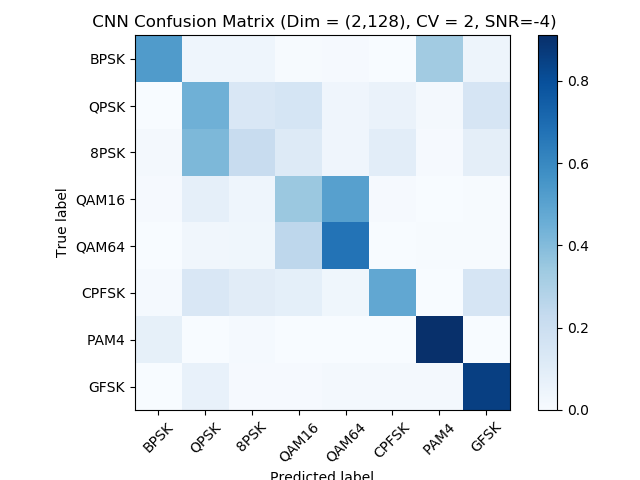 CNN Confusion Matrix (Dim = (2,128), CV = 2, SNR=-4)
True label
BPSK
QPSK
8PSK
QAM16
QAM64
CPFSK
PAM4
GFSK
BPSK QPSK 8PSK QAM16 QAM64 CPFSK PAM4 GFSK
Predicted label
0.8
0.6
0.4
0.2
0.0